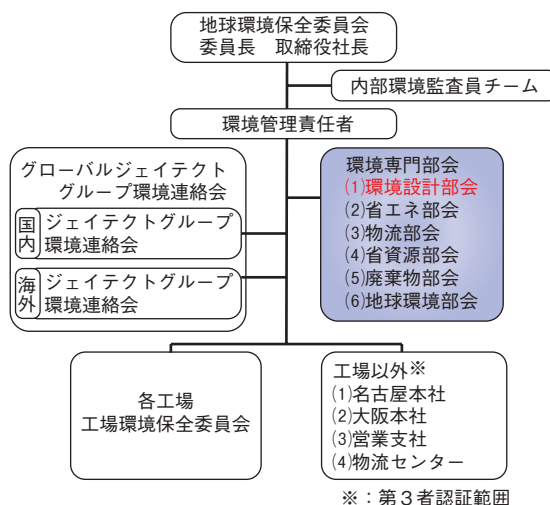 地球環境保全委員会
委員長　取締役社長
内部環境監査員チーム
環境管理責任者
グローバルジェイテクト
グループ環境連絡会
国内
ジェイテクトグループ
環境連絡会
海外
ジェイテクトグループ
環境連絡会
環境専門部会
(1)環境設計部会
(2)省エネ部会
(3)物流部会
(4)省資源部会
(5)廃棄物部会
(6)地球環境部会
各工場
工場環境保全委員会
工場以外※
(1)名古屋本社
(2)大阪本社
(3)営業支社
(4)物流センター
※：第３者認証範囲